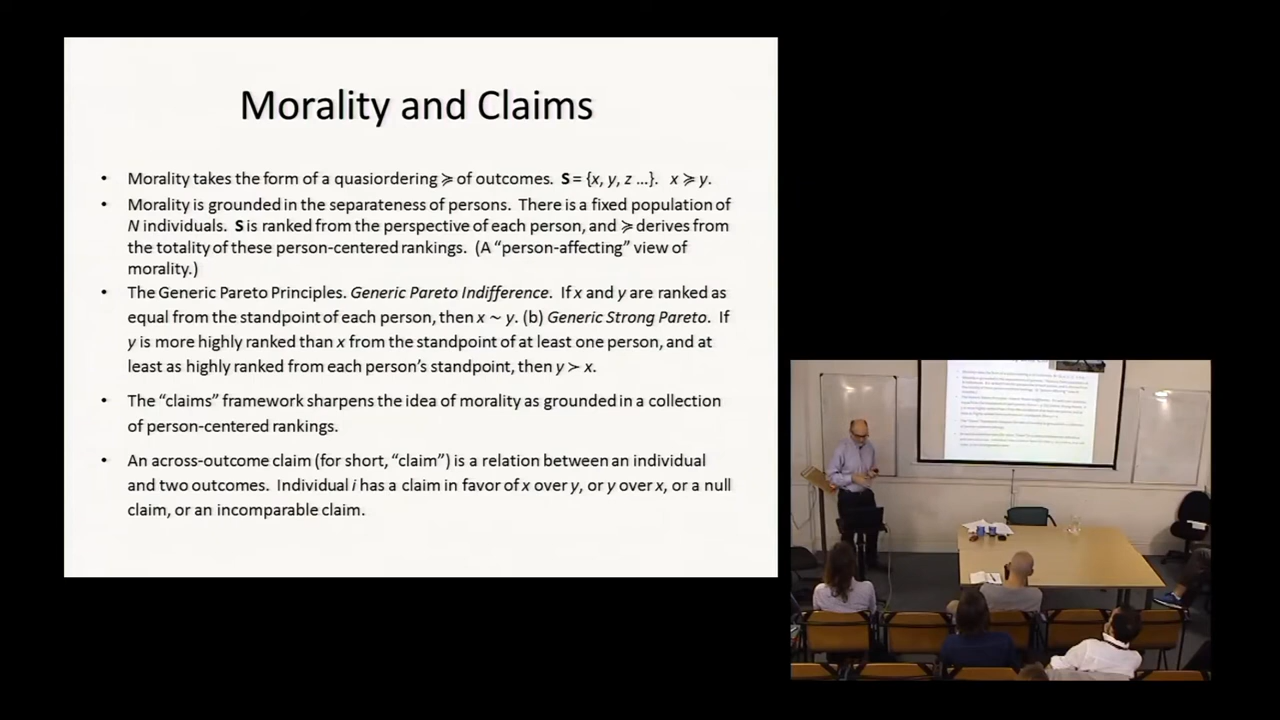 Morality and Claims
• Morality takes the form of a quasiordering ≽ of outcomes. S = {x, y, z ...}. x ≽ y.
• Morality is grounded in the separateness of persons. There is a fixed population of
N individuals. S is ranked from the perspective of each person, and ≽ derives from
the totality of these person-centered rankings. (A “person-affecting” view of
morality.)
• The Generic Pareto Principles. Generic Pareto Indifference. If x and y are ranked as
equal from the standpoint of each person, then x ~ y. (b) Generic Strong Pareto. If
y is more highly ranked than x from the standpoint of at least one person, and at
least as highly ranked from each person’s standpoint, then y ≻ x.
• The “claims” framework sharpens the idea of morality as grounded in a collection
of person-centered rankings.
• An across-outcome claim (for short, “claim”) is a relation between an individual
and two outcomes. Individual i has a claim in favor of x over y, or y over x, or a null
claim, or an incomparable claim.